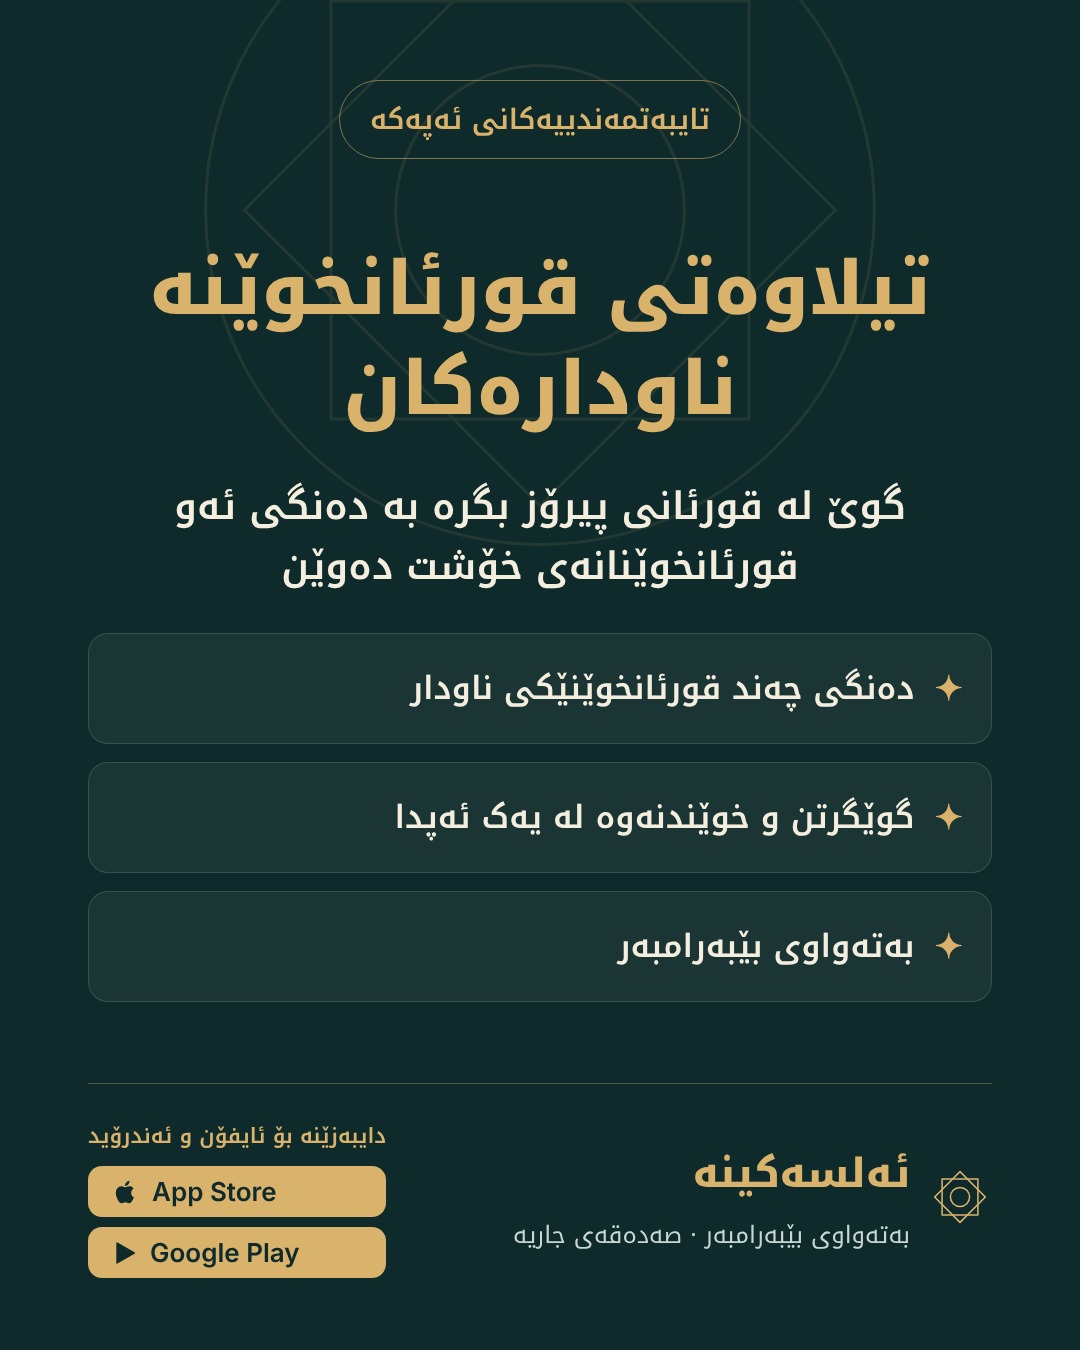 تایبەتمەندییەکانی ئەپەکە
تیلاوەتی قورئانخوێنە
ناودارەکان
گوێ لە قورئانی پیرۆز بگرە بە دەنگی ئەو
قورئانخوێنانەی خۆشت دەوێن
دەنگی چەند قورئانخوێنێکی ناودار
گوێگرتن و خوێندنەوە لە یەک ئەپدا
بەتەواوی بێبەرامبەر
ئەلسەکینە
بەتەواوی بێبەرامبەر · صەدەقەی جاریە
دایبەزێنە بۆ ئایفۆن و ئەندرۆید
App Store
Google Play